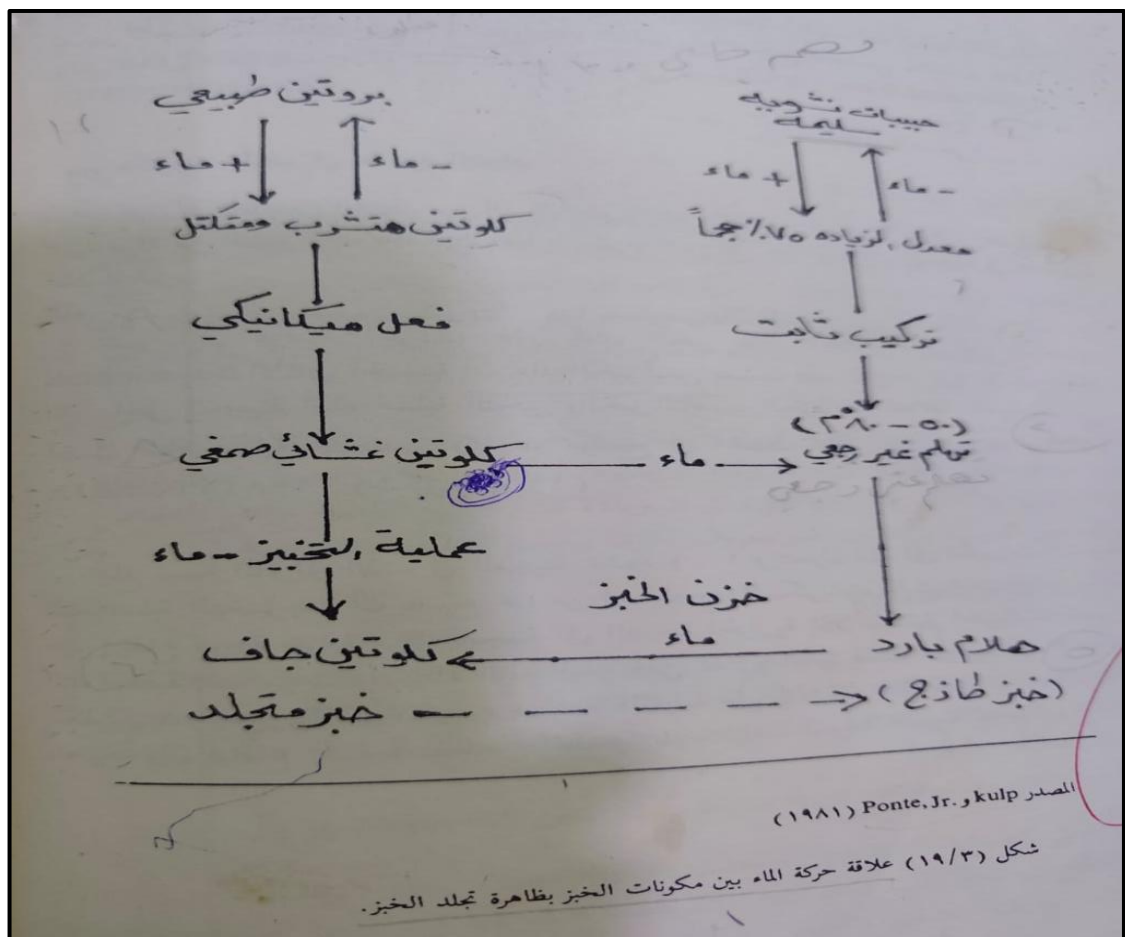 بروتين طبيعي
حبيبات نشوية
سليمة
+ ماء
- ماء
+ ماء
- ماء
كلوتين متشرب ومتكتل
معدل الزيادة ٧٥٪ حجماً
فعل ميكانيكي
تركيب ثابت
(٥٠ - ٨٠°م)
كلوتين غشائي صمغي
ماء
تهلم غير رجعي
عملية التخبيز - ماء
خزن الخبز
كلوتين جاف
ماء
هلام بارد
خبز متجلد
(خبز طازج)
المصدر kulp و Ponte, Jr. (١٩٨١)
شكل (١٩/٣) علاقة حركة الماء بين مكونات الخبز بظاهرة تجلد الخبز.